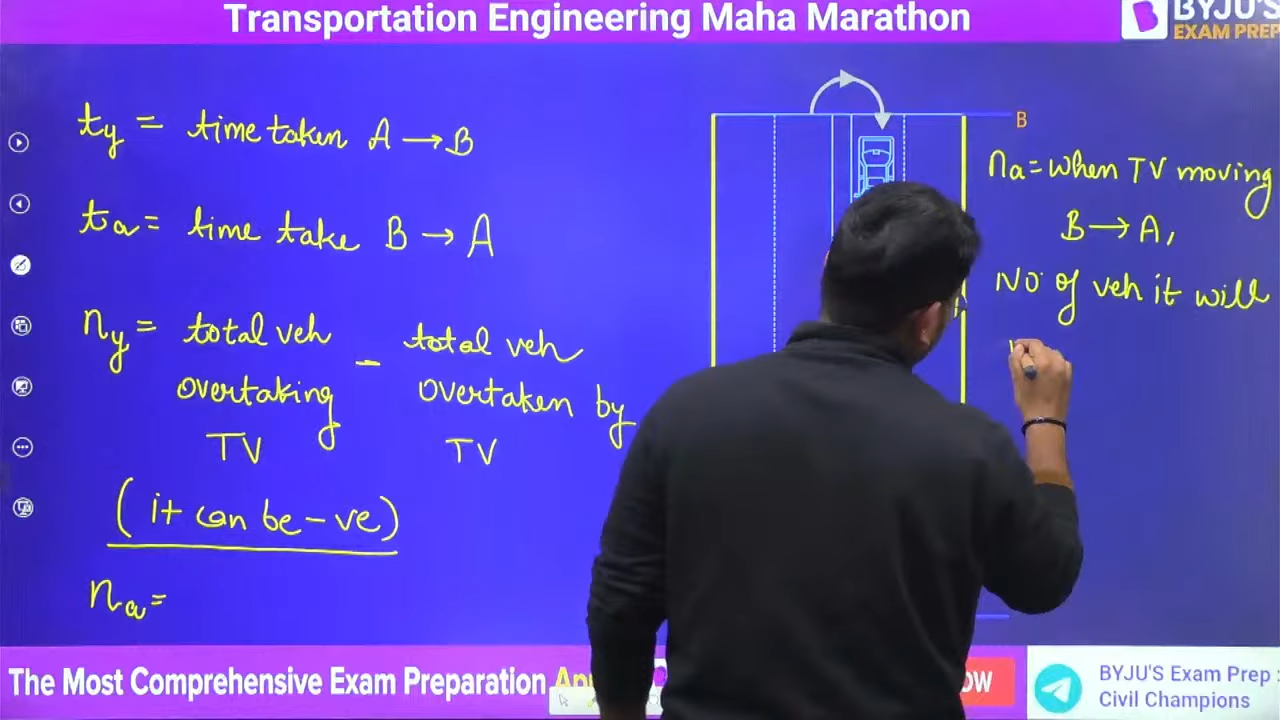 Transportation Engineering Maha Marathon
BYJU'S
EXAM PREP
ty = time taken A → B
ta = time take B → A
ny = total veh overtaking TV - total veh overtaken by TV
(it can be -ve)
na =
B
na = when TV moving
B → A,
No of veh it will
The Most Comprehensive Exam Preparation
BYJU'S Exam Prep :
Civil Champions